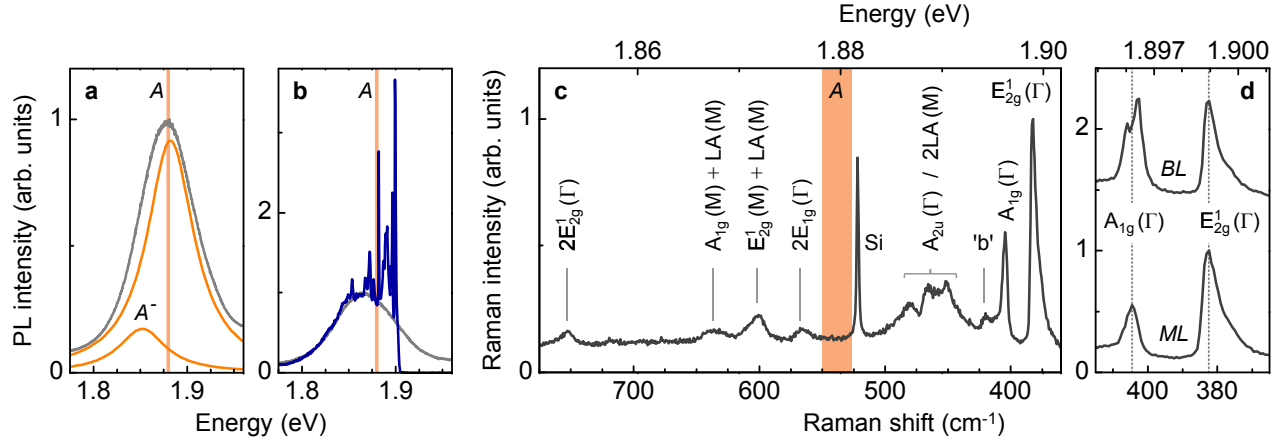 Energy (eV)
1.86
1.88
1.90
1.897
1.900
PL intensity (arb. units)
1
0
a
A
A⁻
1.8
1.9
2
0
b
A
1.8
1.9
Energy (eV)
Raman intensity (arb. units)
1
0
c
2E¹₂g(Γ)
A₁g(M) + LA(M)
E¹₂g(M) + LA(M)
2E₁g(Γ)
A
Si
A₂u(Γ) / 2LA(M)
'b'
A₁g(Γ)
E¹₂g(Γ)
700
600
500
400
Raman shift (cm⁻¹)
d
2
1
0
BL
A₁g(Γ)
E¹₂g(Γ)
ML
400
380